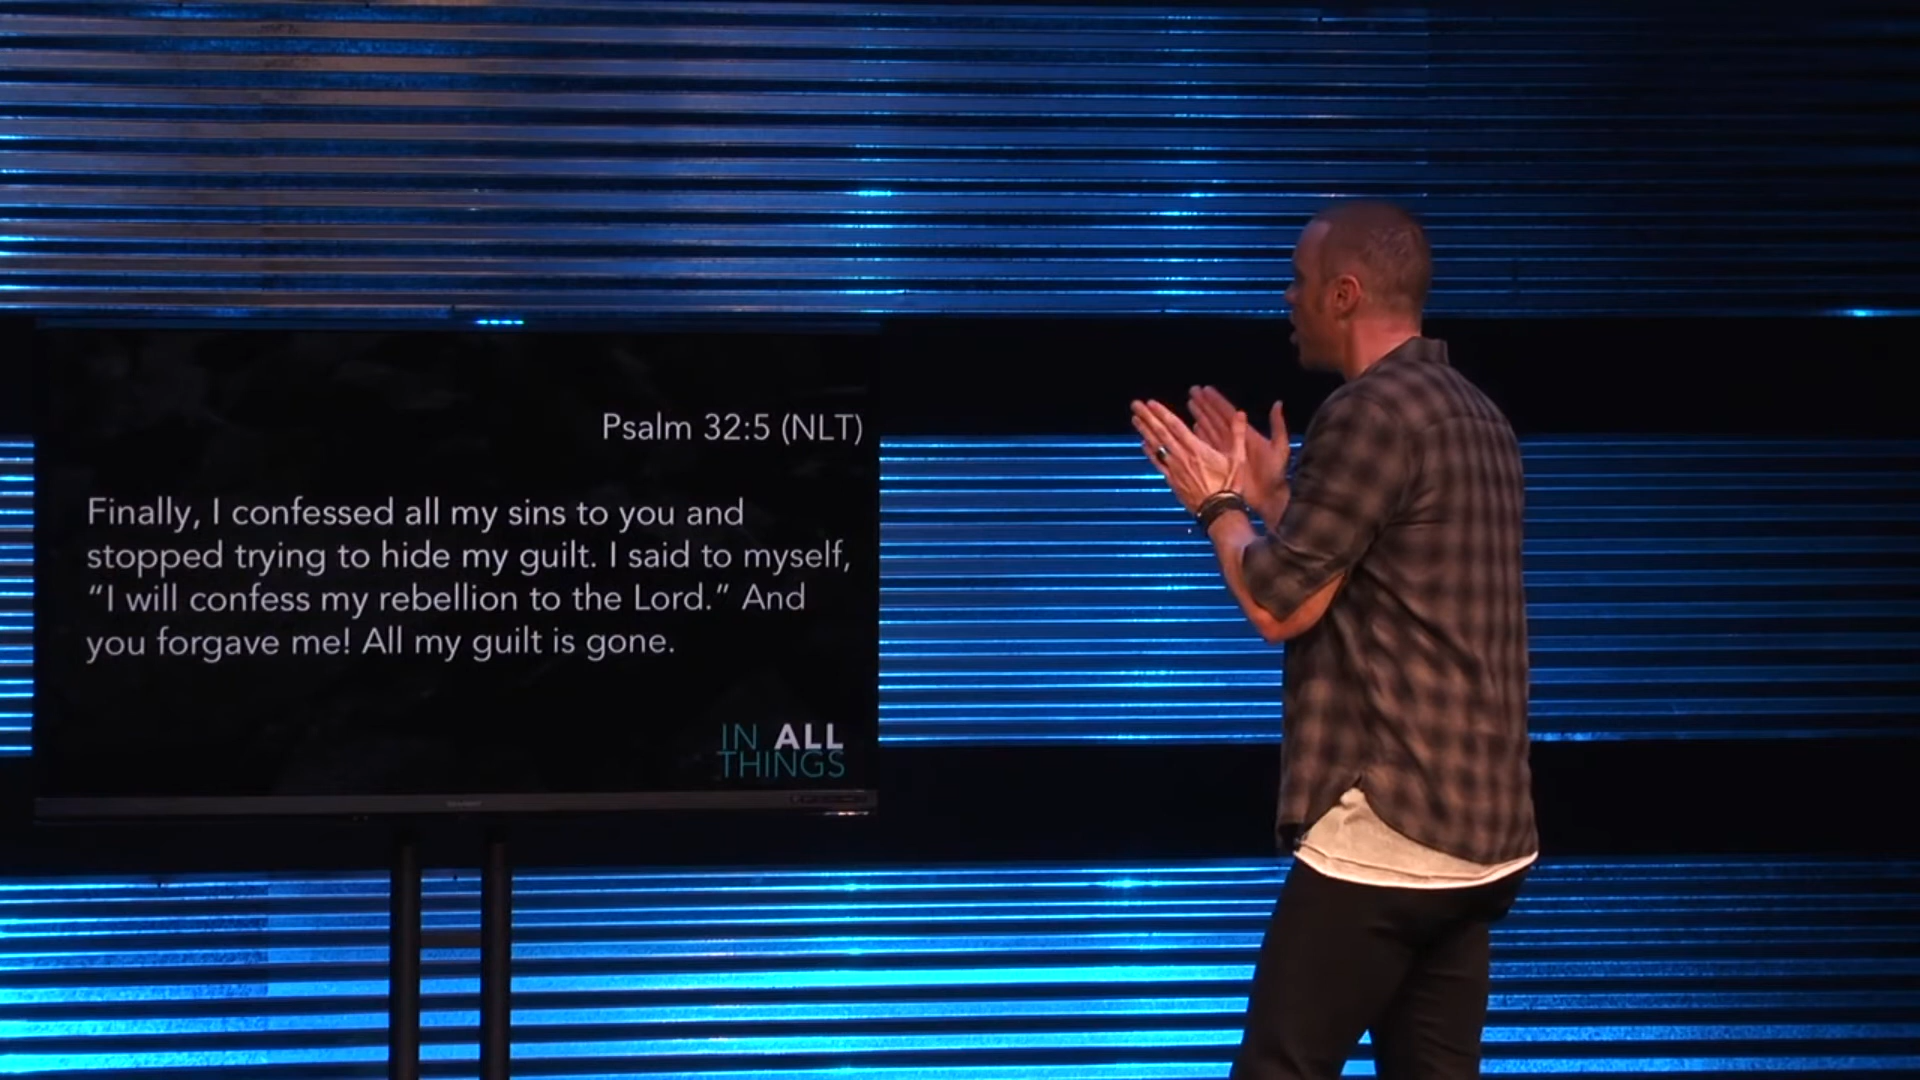 Psalm 32:5 (NLT)
Finally, I confessed all my sins to you and
stopped trying to hide my guilt. I said to myself,
“I will confess my rebellion to the Lord.” And
you forgave me! All my guilt is gone.
IN ALL
THINGS